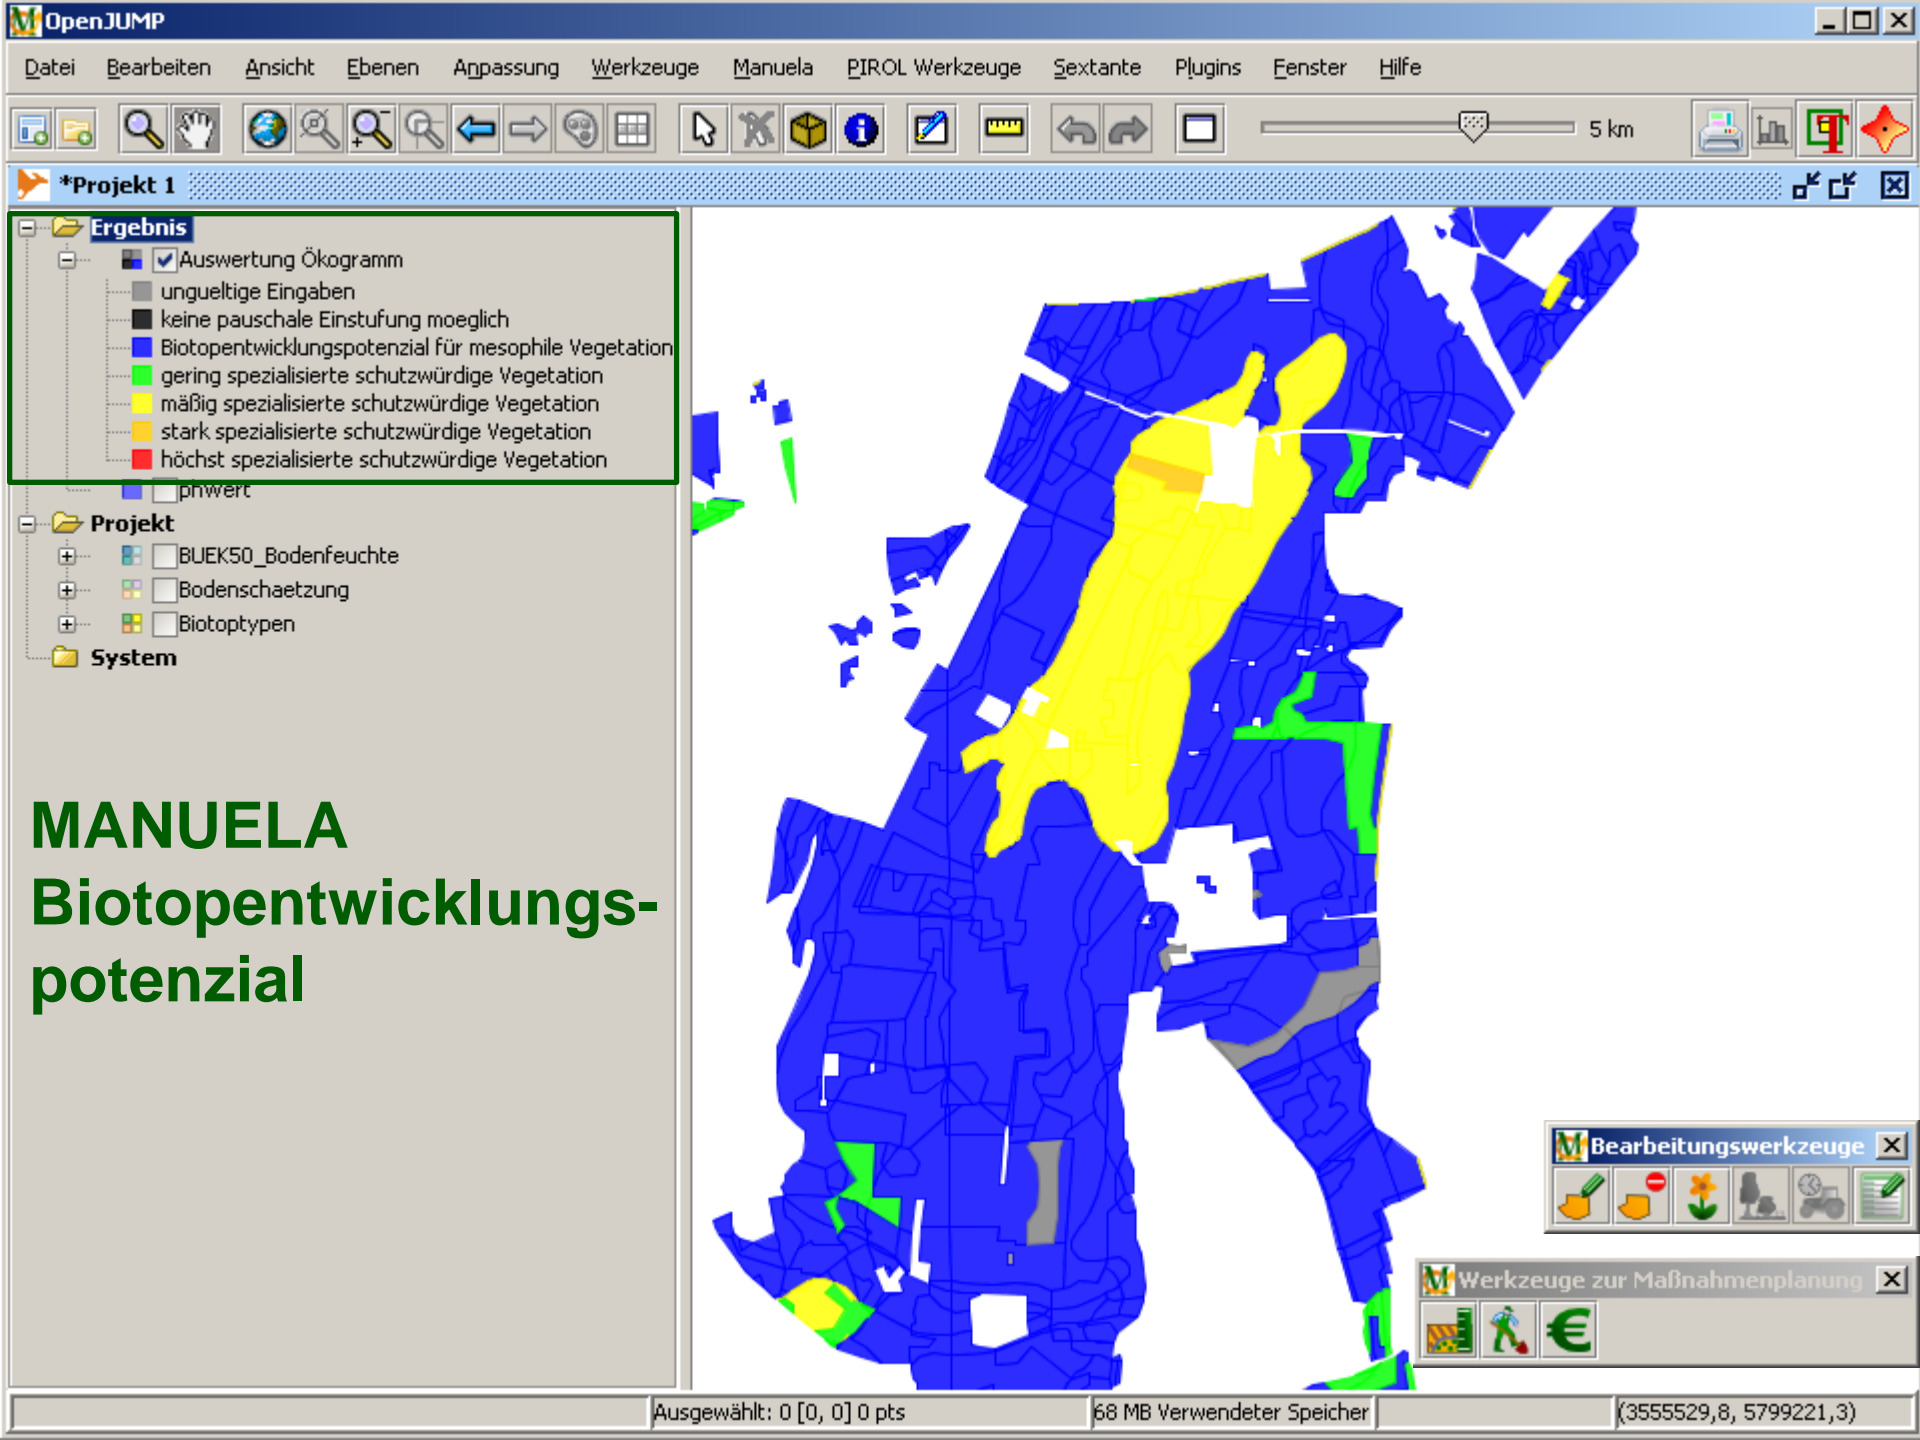 OpenJUMP
Datei Bearbeiten Ansicht Ebenen Anpassung Werkzeuge Manuela PIROL Werkzeuge Sextante Plugins Fenster Hilfe
5 km
*Projekt 1
Ergebnis
Auswertung Ökogramm
ungueltige Eingaben
keine pauschale Einstufung moeglich
Biotopentwicklungspotenzial für mesophile Vegetation
gering spezialisierte schutzwürdige Vegetation
mäßig spezialisierte schutzwürdige Vegetation
stark spezialisierte schutzwürdige Vegetation
höchst spezialisierte schutzwürdige Vegetation
phWert
Projekt
BUEK50_Bodenfeuchte
Bodenschaetzung
Biotoptypen
System
MANUELA
Biotopentwicklungs-
potenzial
Bearbeitungswerkzeuge
Werkzeuge zur Maßnahmenplanung
€
Ausgewählt: 0 [0, 0] 0 pts
68 MB Verwendeter Speicher
(3555529,8, 5799221,3)